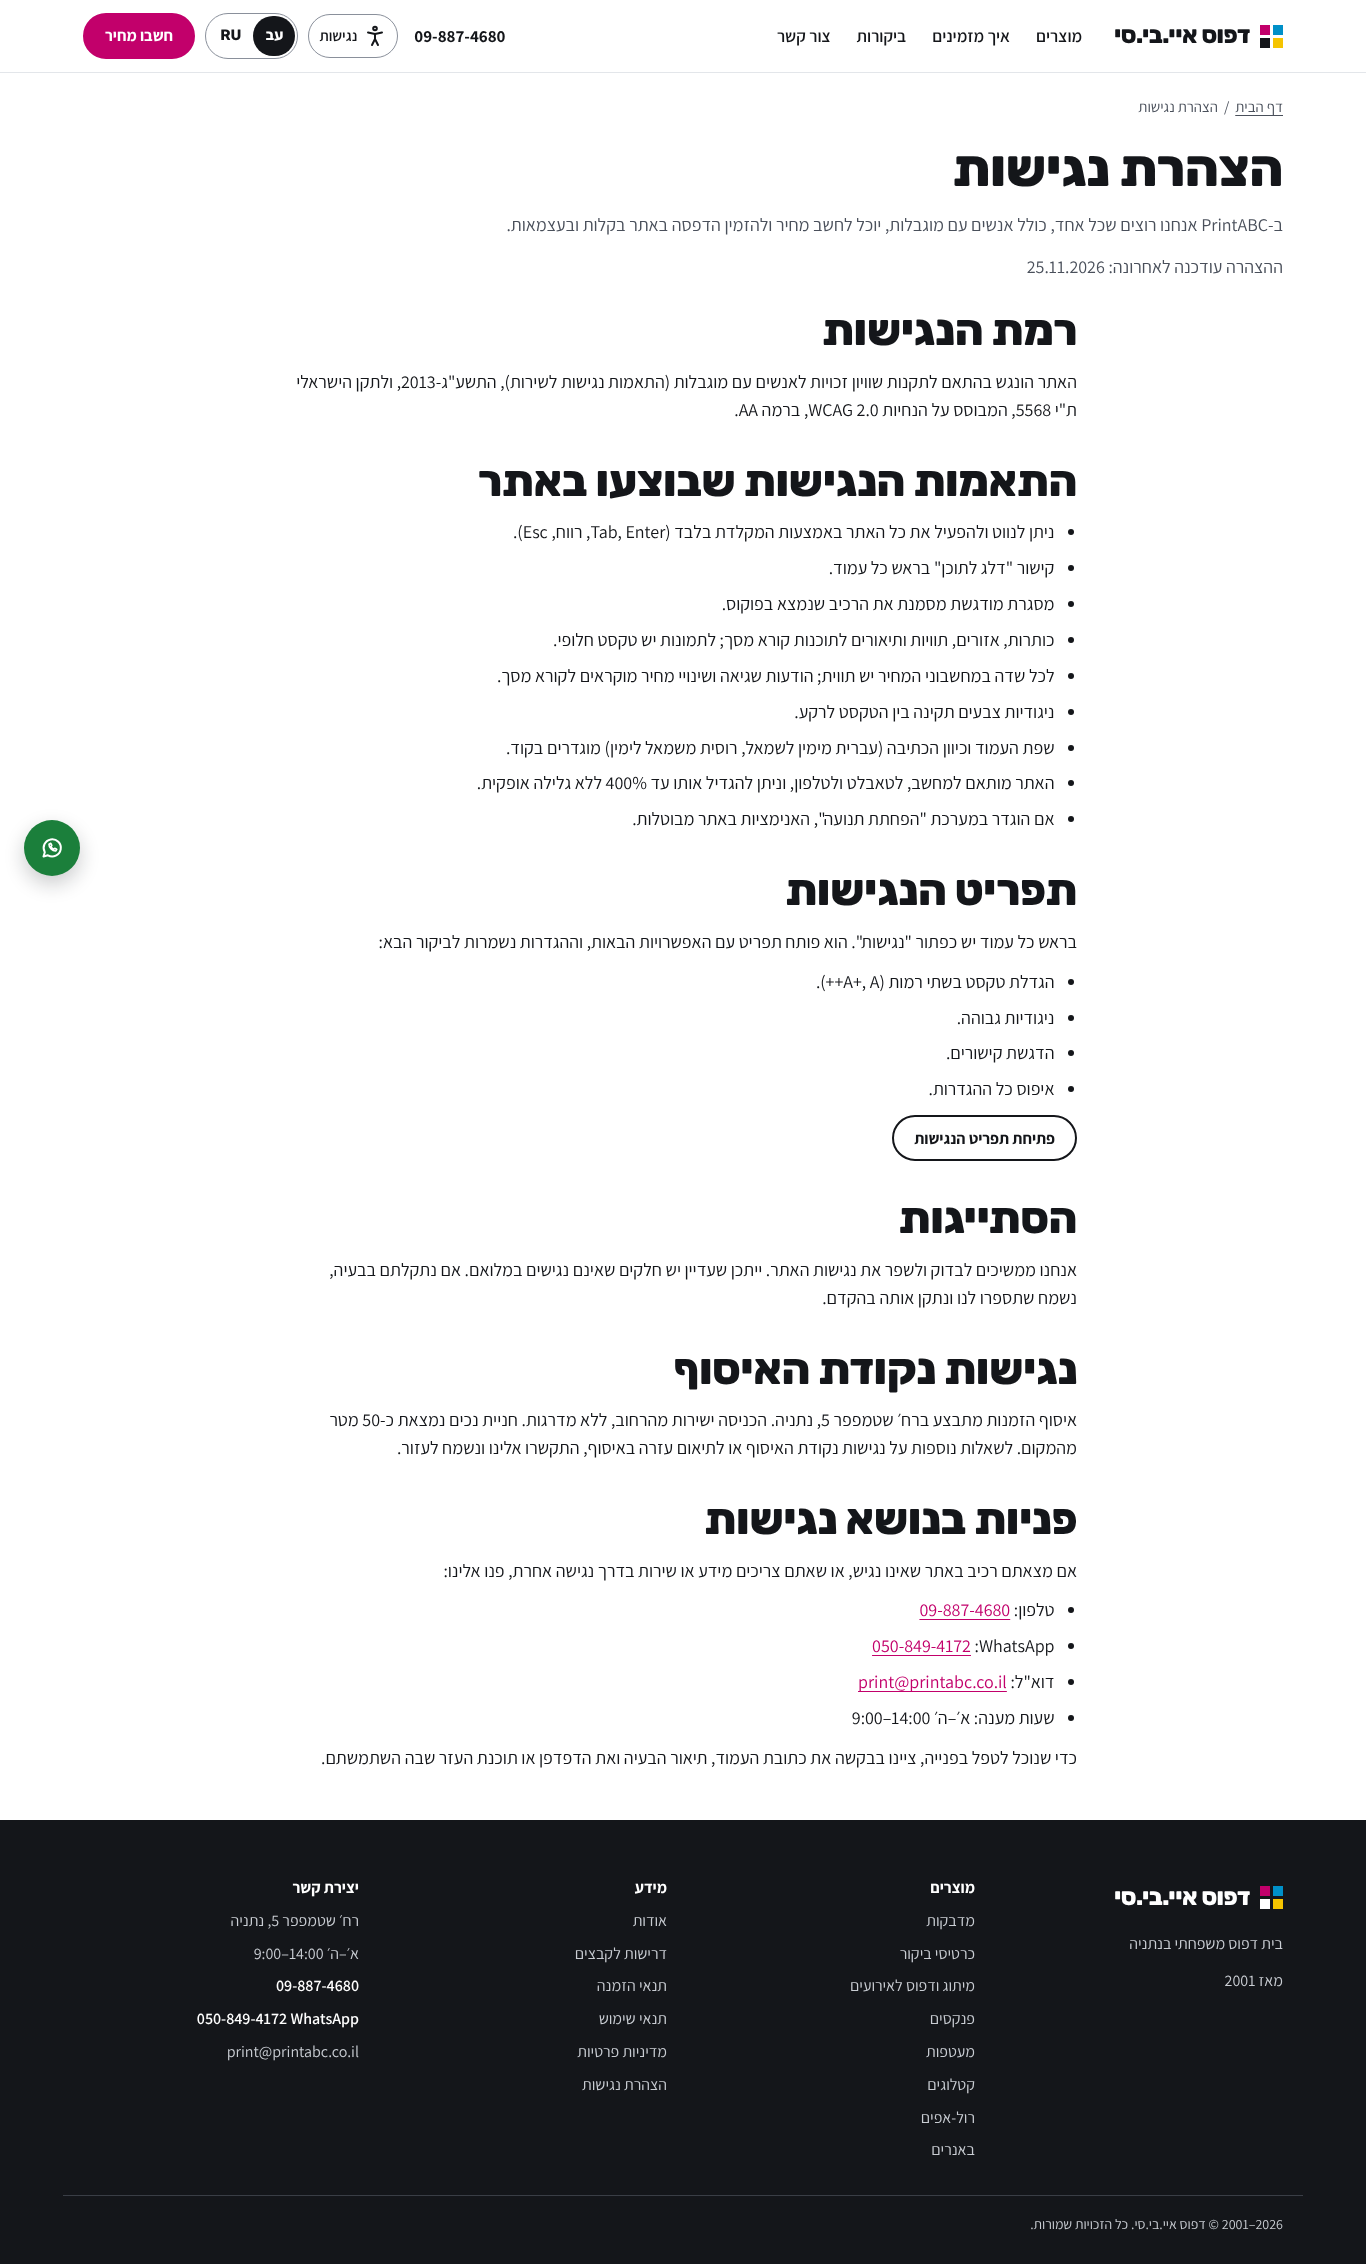 דפוס איי.בי.סי
מוצרים
איך מזמינים
ביקורות
צור קשר
09-887-4680
נגישות
עב
RU
חשבו מחיר
דף הבית / הצהרת נגישות
הצהרת נגישות
ב-PrintABC אנחנו רוצים שכל אחד, כולל אנשים עם מוגבלות, יוכל לחשב מחיר ולהזמין הדפסה באתר בקלות ובעצמאות.
ההצהרה עודכנה לאחרונה: 25.11.2026
רמת הנגישות
האתר הונגש בהתאם לתקנות שוויון זכויות לאנשים עם מוגבלות (התאמות נגישות לשירות), התשע"ג-2013, ולתקן הישראלי
ת"י 5568, המבוסס על הנחיות WCAG 2.0, ברמה AA.
התאמות הנגישות שבוצעו באתר
ניתן לנווט ולהפעיל את כל האתר באמצעות המקלדת בלבד (Tab, Enter, רווח, Esc).
קישור "דלג לתוכן" בראש כל עמוד.
מסגרת מודגשת מסמנת את הרכיב שנמצא בפוקוס.
כותרות, אזורים, תוויות ותיאורים לתוכנות קורא מסך; לתמונות יש טקסט חלופי.
לכל שדה במחשבוני המחיר יש תווית; הודעות שגיאה ושינויי מחיר מוקראים לקורא מסך.
ניגודיות צבעים תקינה בין הטקסט לרקע.
שפת העמוד וכיוון הכתיבה (עברית מימין לשמאל, רוסית משמאל לימין) מוגדרים בקוד.
האתר מותאם למחשב, לטאבלט ולטלפון, וניתן להגדיל אותו עד 400% ללא גלילה אופקית.
אם הוגדר במערכת "הפחתת תנועה", האנימציות באתר מבוטלות.
תפריט הנגישות
בראש כל עמוד יש כפתור "נגישות". הוא פותח תפריט עם האפשרויות הבאות, וההגדרות נשמרות לביקור הבא:
הגדלת טקסט בשתי רמות (A+, A++).
ניגודיות גבוהה.
הדגשת קישורים.
איפוס כל ההגדרות.
פתיחת תפריט הנגישות
הסתייגות
אנחנו ממשיכים לבדוק ולשפר את נגישות האתר. ייתכן שעדיין יש חלקים שאינם נגישים במלואם. אם נתקלתם בבעיה,
נשמח שתספרו לנו ונתקן אותה בהקדם.
נגישות נקודת האיסוף
איסוף הזמנות מתבצע ברח׳ שטמפפר 5, נתניה. הכניסה ישירות מהרחוב, ללא מדרגות. חניית נכים נמצאת כ-50 מטר
מהמקום. לשאלות נוספות על נגישות נקודת האיסוף או לתיאום עזרה באיסוף, התקשרו אלינו ונשמח לעזור.
פניות בנושא נגישות
אם מצאתם רכיב באתר שאינו נגיש, או שאתם צריכים מידע או שירות בדרך נגישה אחרת, פנו אלינו:
טלפון: 09-887-4680
WhatsApp: 050-849-4172
דוא"ל: print@printabc.co.il
שעות מענה: א׳–ה׳ 9:00–14:00
כדי שנוכל לטפל בפנייה, ציינו בבקשה את כתובת העמוד, תיאור הבעיה ואת הדפדפן או תוכנת העזר שבה השתמשתם.
דפוס איי.בי.סי
בית דפוס משפחתי בנתניה
מאז 2001
מוצרים
מדבקות
כרטיסי ביקור
מיתוג ודפוס לאירועים
פנקסים
מעטפות
קטלוגים
רול-אפים
באנרים
מידע
אודות
דרישות לקבצים
תנאי הזמנה
תנאי שימוש
מדיניות פרטיות
הצהרת נגישות
יצירת קשר
רח׳ שטמפפר 5, נתניה
א׳–ה׳ 9:00–14:00
09-887-4680
050-849-4172 WhatsApp
print@printabc.co.il
2001–2026 © דפוס איי.בי.סי. כל הזכויות שמורות.